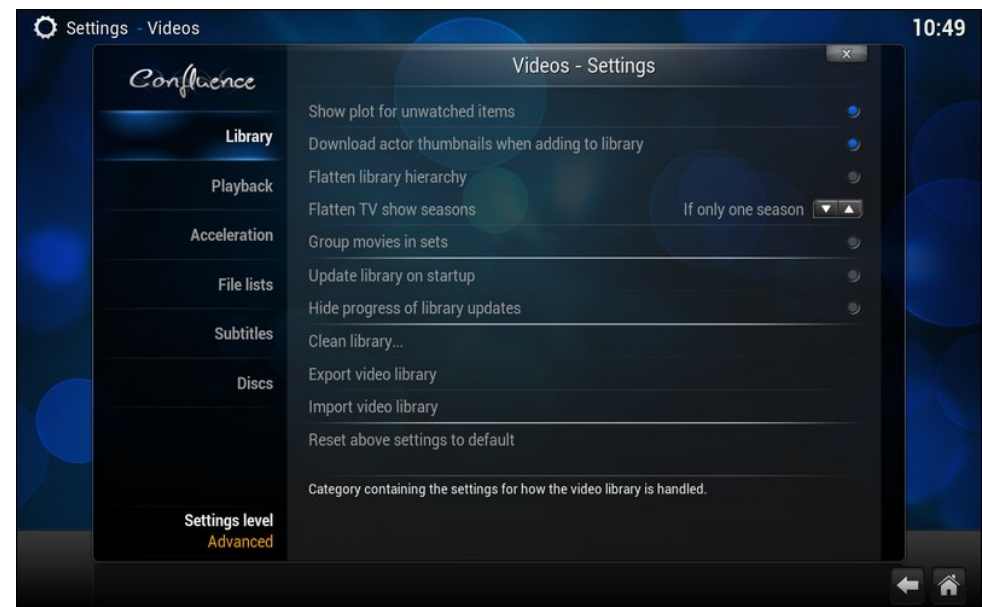 Settings - Videos
10:49
Confluence
Videos - Settings
x
Library
Playback
Acceleration
File lists
Subtitles
Discs
Show plot for unwatched items
Download actor thumbnails when adding to library
Flatten library hierarchy
Flatten TV show seasons If only one season
Group movies in sets
Update library on startup
Hide progress of library updates
Clean library...
Export video library
Import video library
Reset above settings to default
Category containing the settings for how the video library is handled.
Settings level
Advanced